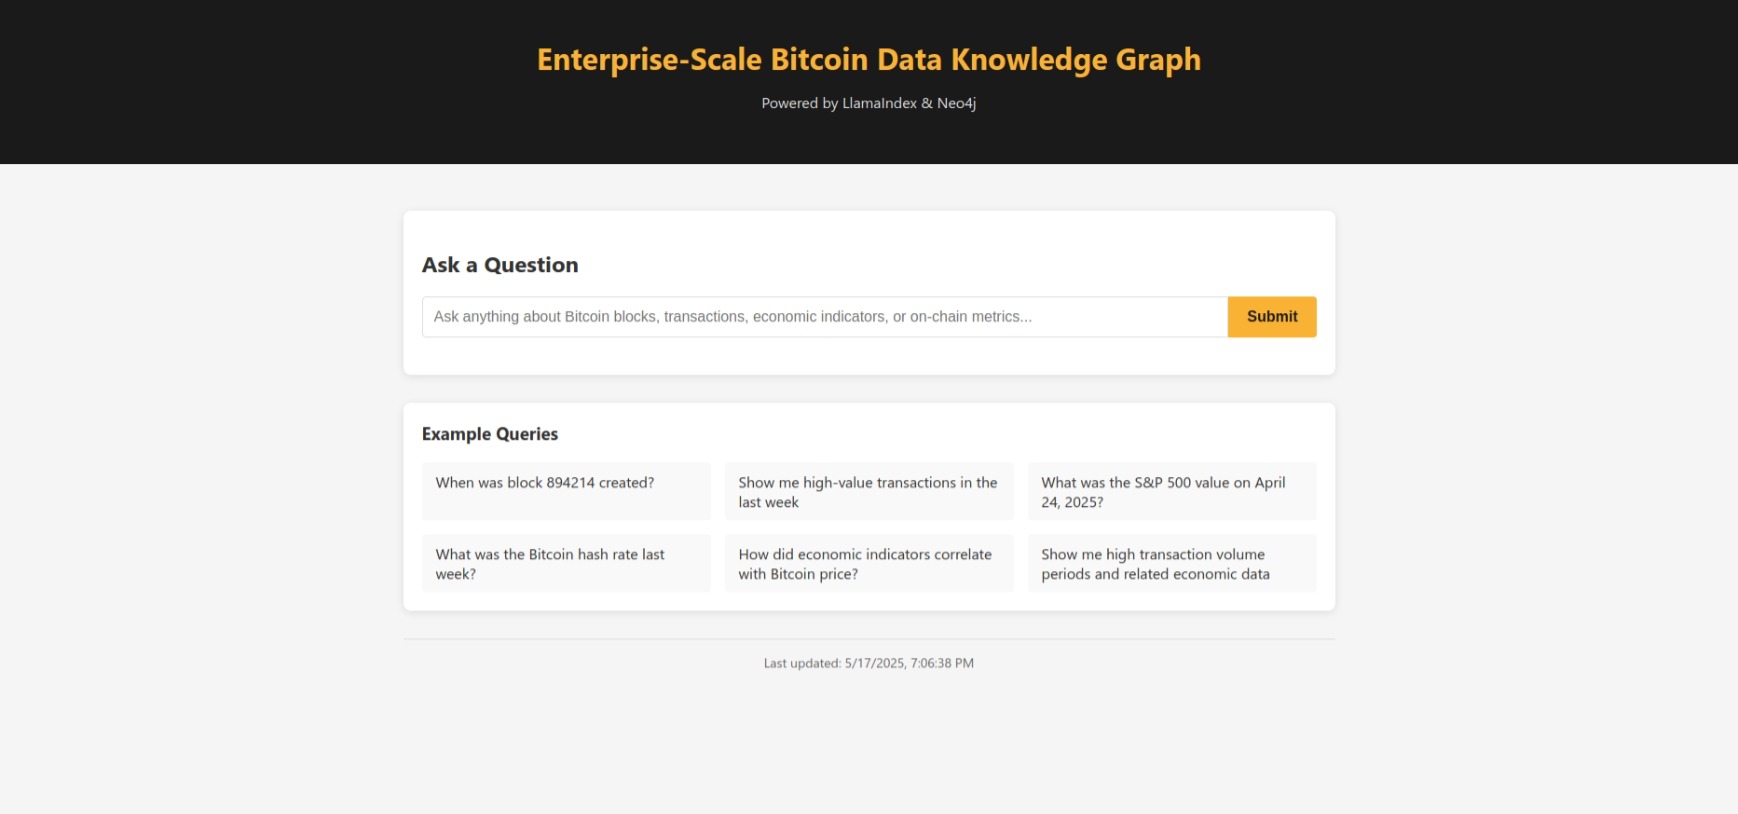 Enterprise-Scale Bitcoin Data Knowledge Graph
Powered by LlamaIndex & Neo4j
Ask a Question
Ask anything about Bitcoin blocks, transactions, economic indicators, or on-chain metrics...
Submit
Example Queries
When was block 894214 created?
Show me high-value transactions in the
last week
What was the S&P 500 value on April
24, 2025?
What was the Bitcoin hash rate last
week?
How did economic indicators correlate
with Bitcoin price?
Show me high transaction volume
periods and related economic data
Last updated: 5/17/2025, 7:06:38 PM